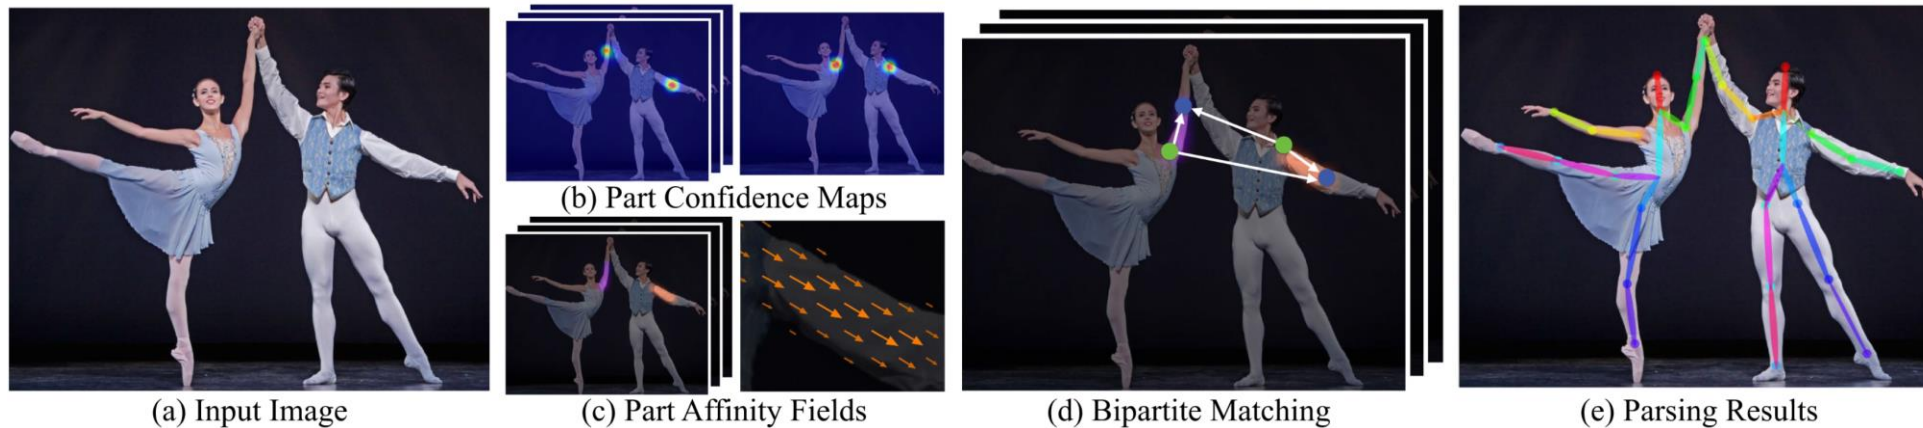 (a) Input Image
(b) Part Confidence Maps
(c) Part Affinity Fields
(d) Bipartite Matching
(e) Parsing Results